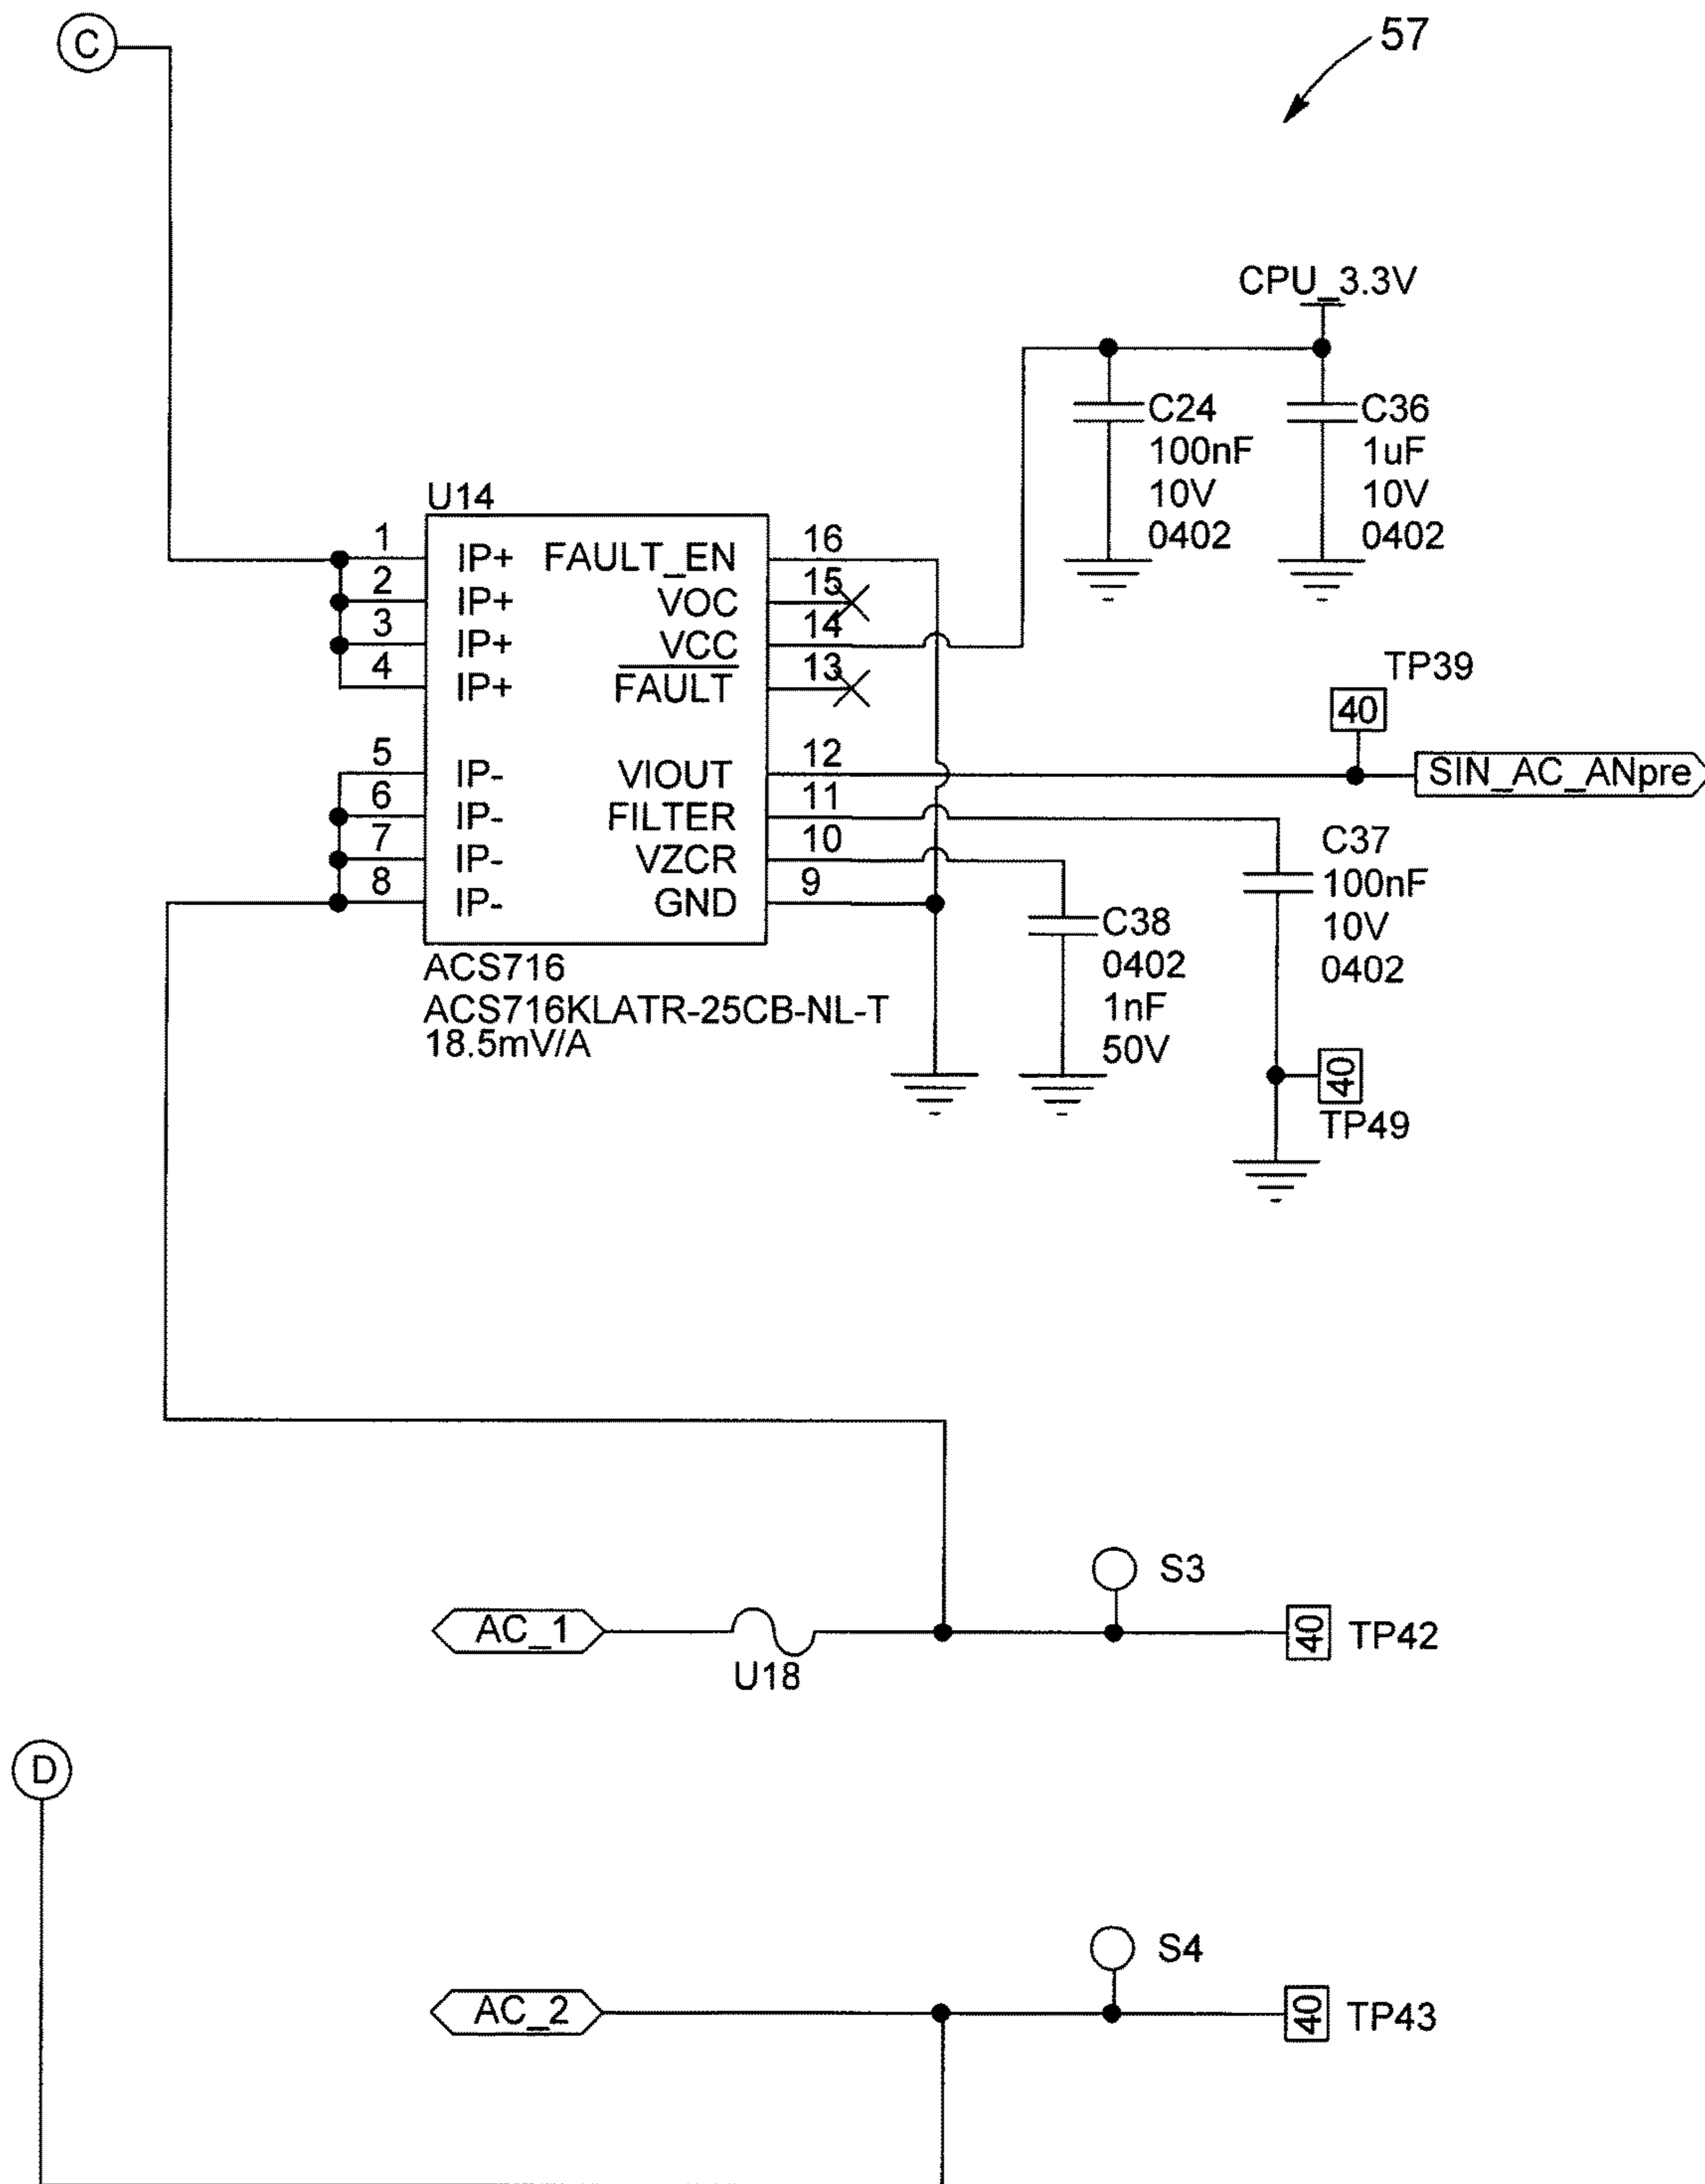 C
57
CPU_3.3V
C24
100nF
10V
0402
C36
1uF
10V
0402
U14
1 IP+ FAULT_EN 16
2 IP+ VOC 15
3 IP+ VCC 14
4 IP+ FAULT 13
5 IP- VIOUT 12
6 IP- FILTER 11
7 IP- VZCR 10
8 IP- GND 9
ACS716
ACS716KLATR-25CB-NL-T
18.5mV/A
TP39
40
SIN_AC_ANpre
C37
100nF
10V
0402
C38
0402
1nF
50V
40
TP49
S3
AC_1
U18
40
TP42
D
S4
AC_2
40
TP43